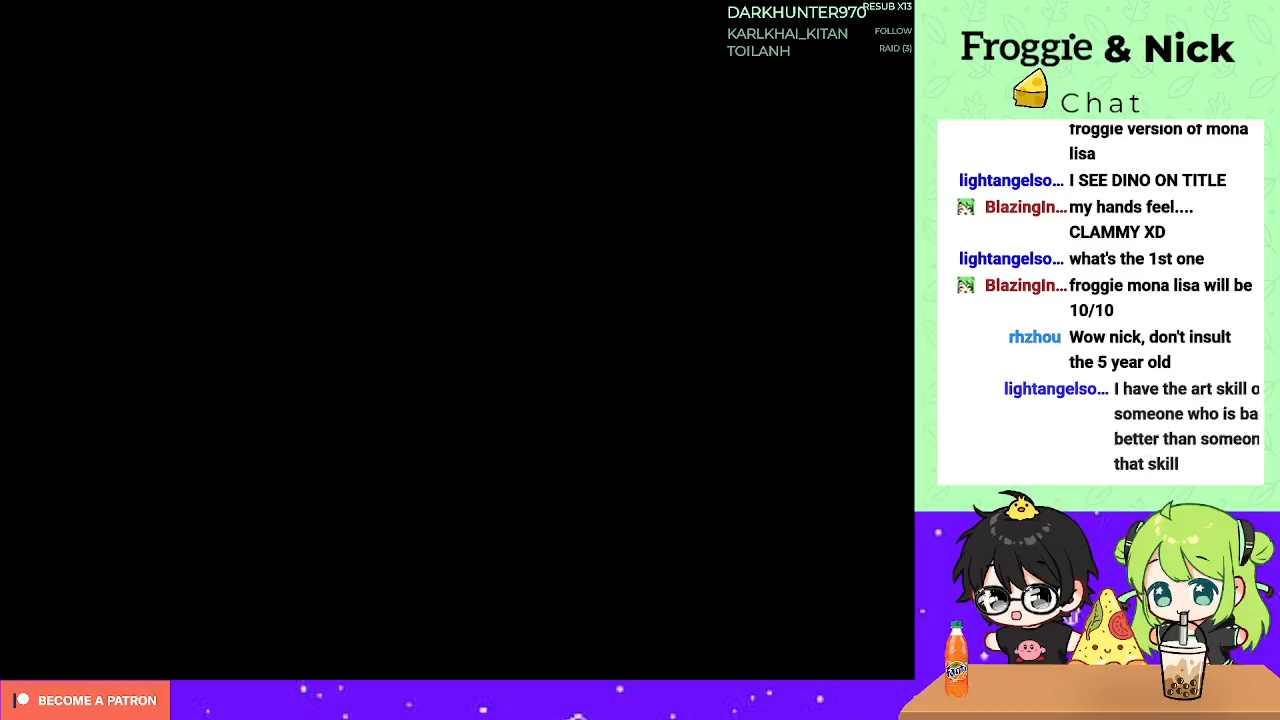 DARKHUNTER970 RESUB X13
KARLKHAI_KITAN FOLLOW
TOILANH RAID (3)
Froggie & Nick
Chat
froggie version of mona
lisa
lightangelso... I SEE DINO ON TITLE
BlazingIn... my hands feel....
CLAMMY XD
lightangelso... what's the 1st one
BlazingIn... froggie mona lisa will be
10/10
rhzhou Wow nick, don't insult
the 5 year old
lightangelso... I have the art skill o
someone who is ba
better than someon
that skill
Fanta
BECOME A PATRON